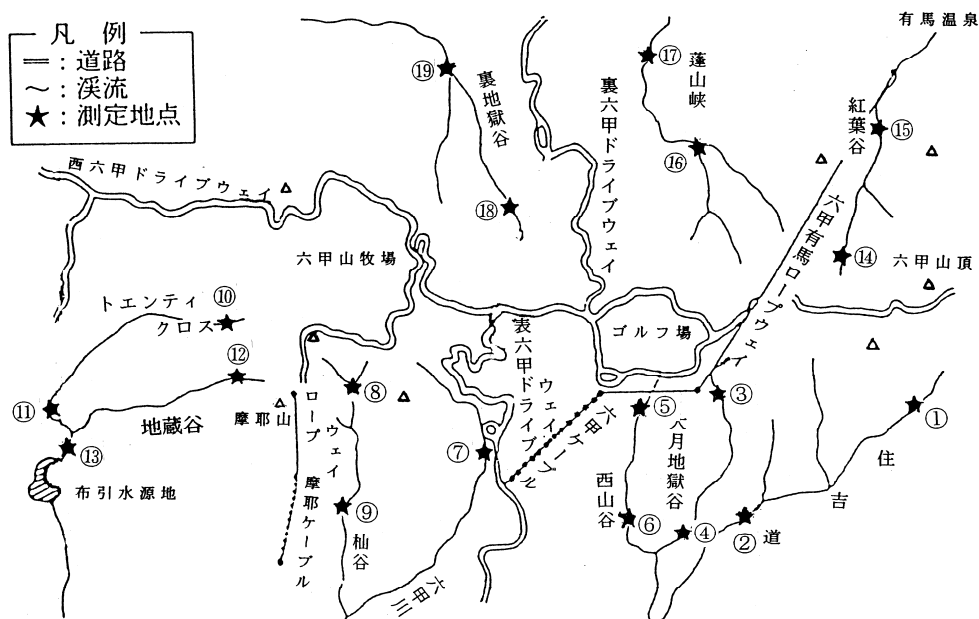 凡例
＝：道路
～：渓流
★：測定地点
有馬温泉
⑲
裏地獄谷
⑱
裏六甲ドライブウェイ
⑰
蓬山峡
⑯
紅葉谷
⑮
⑭
六甲有馬ロープウェイ
六甲山頂
西六甲ドライブウェイ
六甲山牧場
トエンティ
クロス
⑩
⑫
⑪
地蔵谷
⑬
布引水源地
摩耶山
ロープウェイ
摩耶ケーブル
⑧
⑨
杣谷
六甲川
⑦
表六甲ドライブ
ウェイ
六甲ケーブル
ゴルフ場
⑤
西山谷
⑥
大月地獄谷
③
④
②
①
住吉道